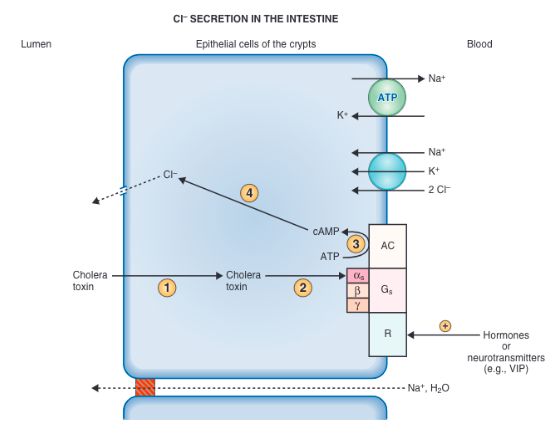 Cl⁻ SECRETION IN THE INTESTINE
Lumen
Epithelial cells of the crypts
Blood
Na⁺
ATP
K⁺
Na⁺
K⁺
2 Cl⁻
Cl⁻
4
cAMP
3
AC
ATP
Cholera
toxin
1
Cholera
toxin
2
αₛ
β
γ
Gₛ
R
+
Hormones
or
neurotransmitters
(e.g., VIP)
Na⁺, H₂O